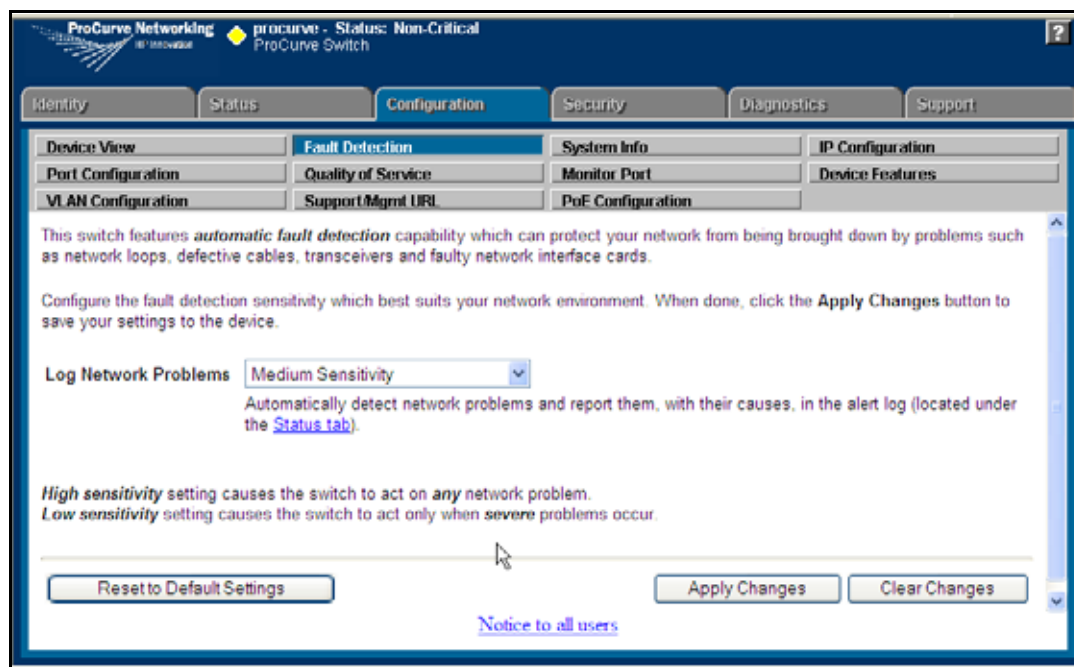 ProCurve Networking
HP Innovation
procurve - Status: Non-Critical
ProCurve Switch
?
Identity Status Configuration Security Diagnostics Support
Device View Fault Detection System Info IP Configuration
Port Configuration Quality of Service Monitor Port Device Features
VLAN Configuration Support/Mgmt URL PoE Configuration
This switch features automatic fault detection capability which can protect your network from being brought down by problems such
as network loops, defective cables, transceivers and faulty network interface cards.
Configure the fault detection sensitivity which best suits your network environment. When done, click the Apply Changes button to
save your settings to the device.
Log Network Problems Medium Sensitivity
Automatically detect network problems and report them, with their causes, in the alert log (located under
the Status tab).
High sensitivity setting causes the switch to act on any network problem.
Low sensitivity setting causes the switch to act only when severe problems occur.
Reset to Default Settings Apply Changes Clear Changes
Notice to all users